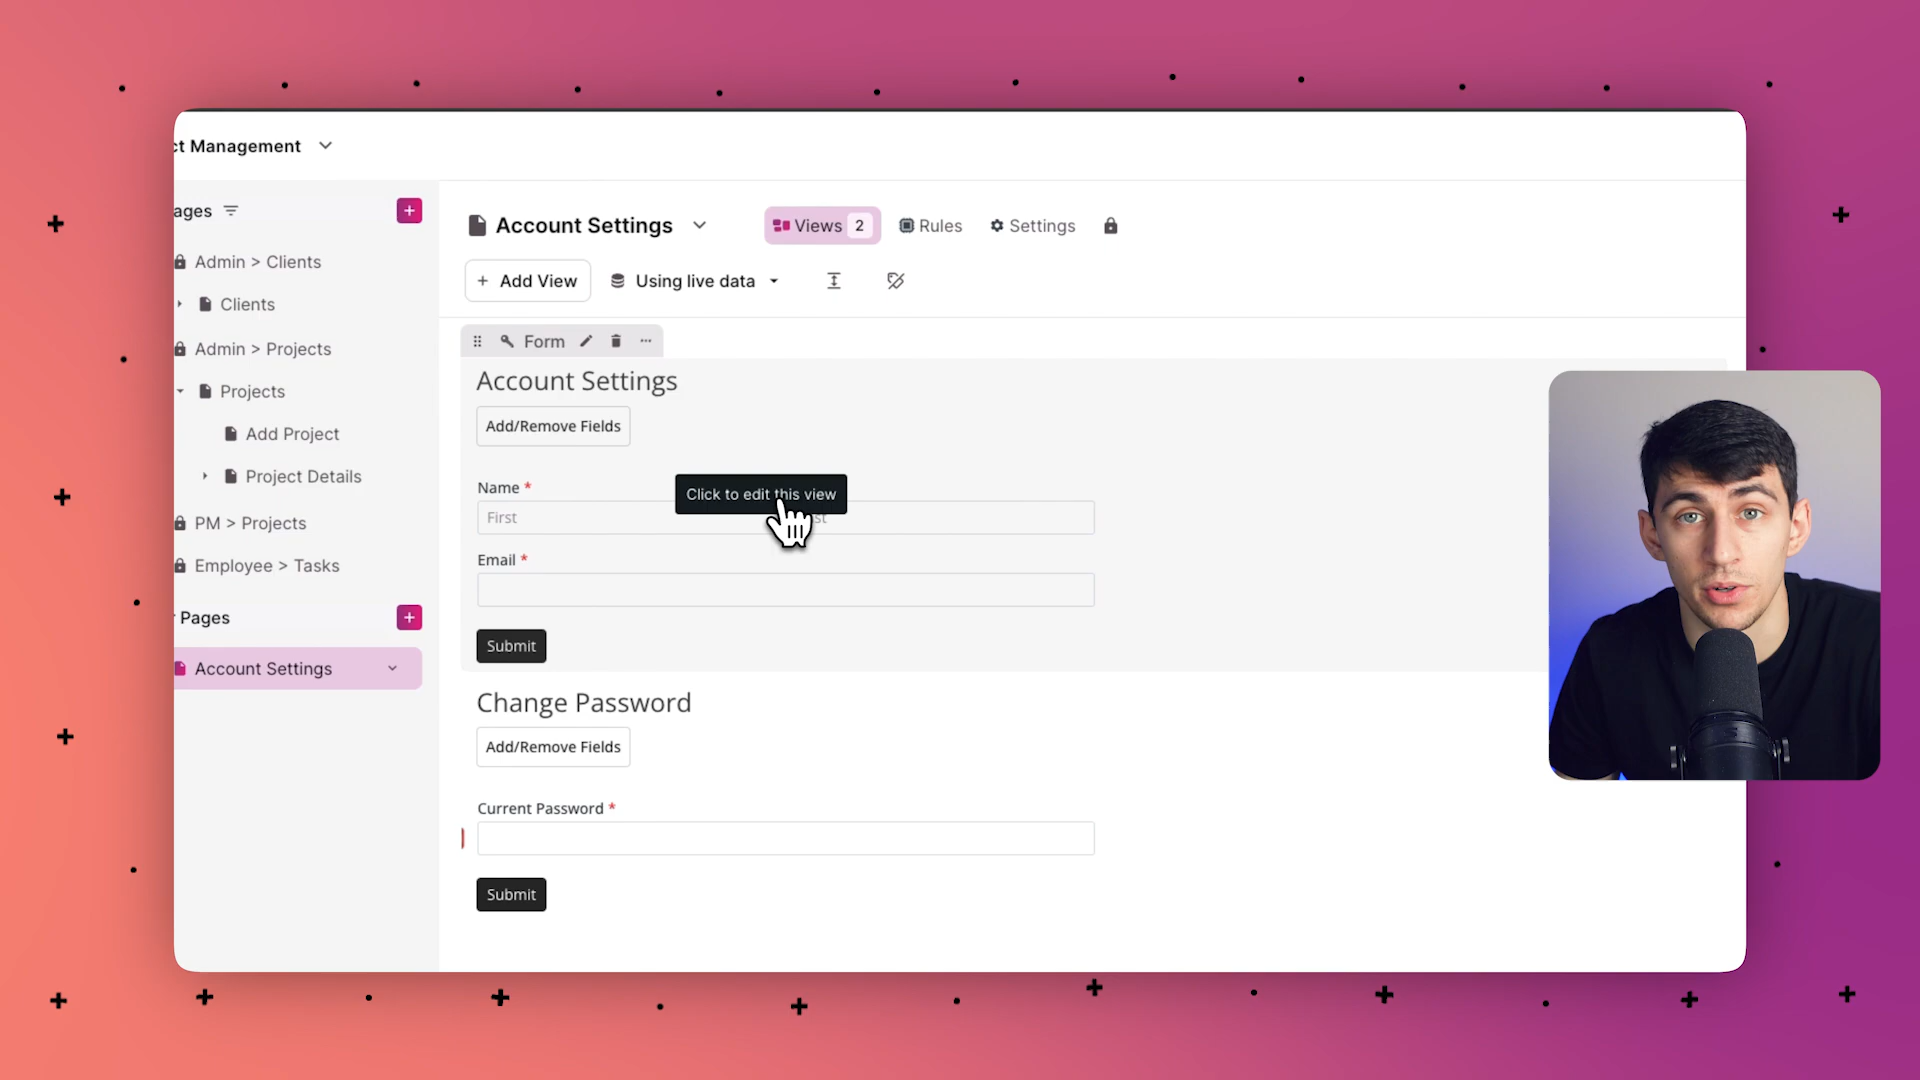 ct Management
ages
Admin > Clients
Clients
Admin > Projects
Projects
Add Project
Project Details
PM > Projects
Employee > Tasks
Pages
Account Settings
Account Settings
Views 2
Rules
Settings
+ Add View
Using live data
Form
Account Settings
Add/Remove Fields
Name *
Click to edit this view
First
st
Email *
Submit
Change Password
Add/Remove Fields
Current Password *
Submit